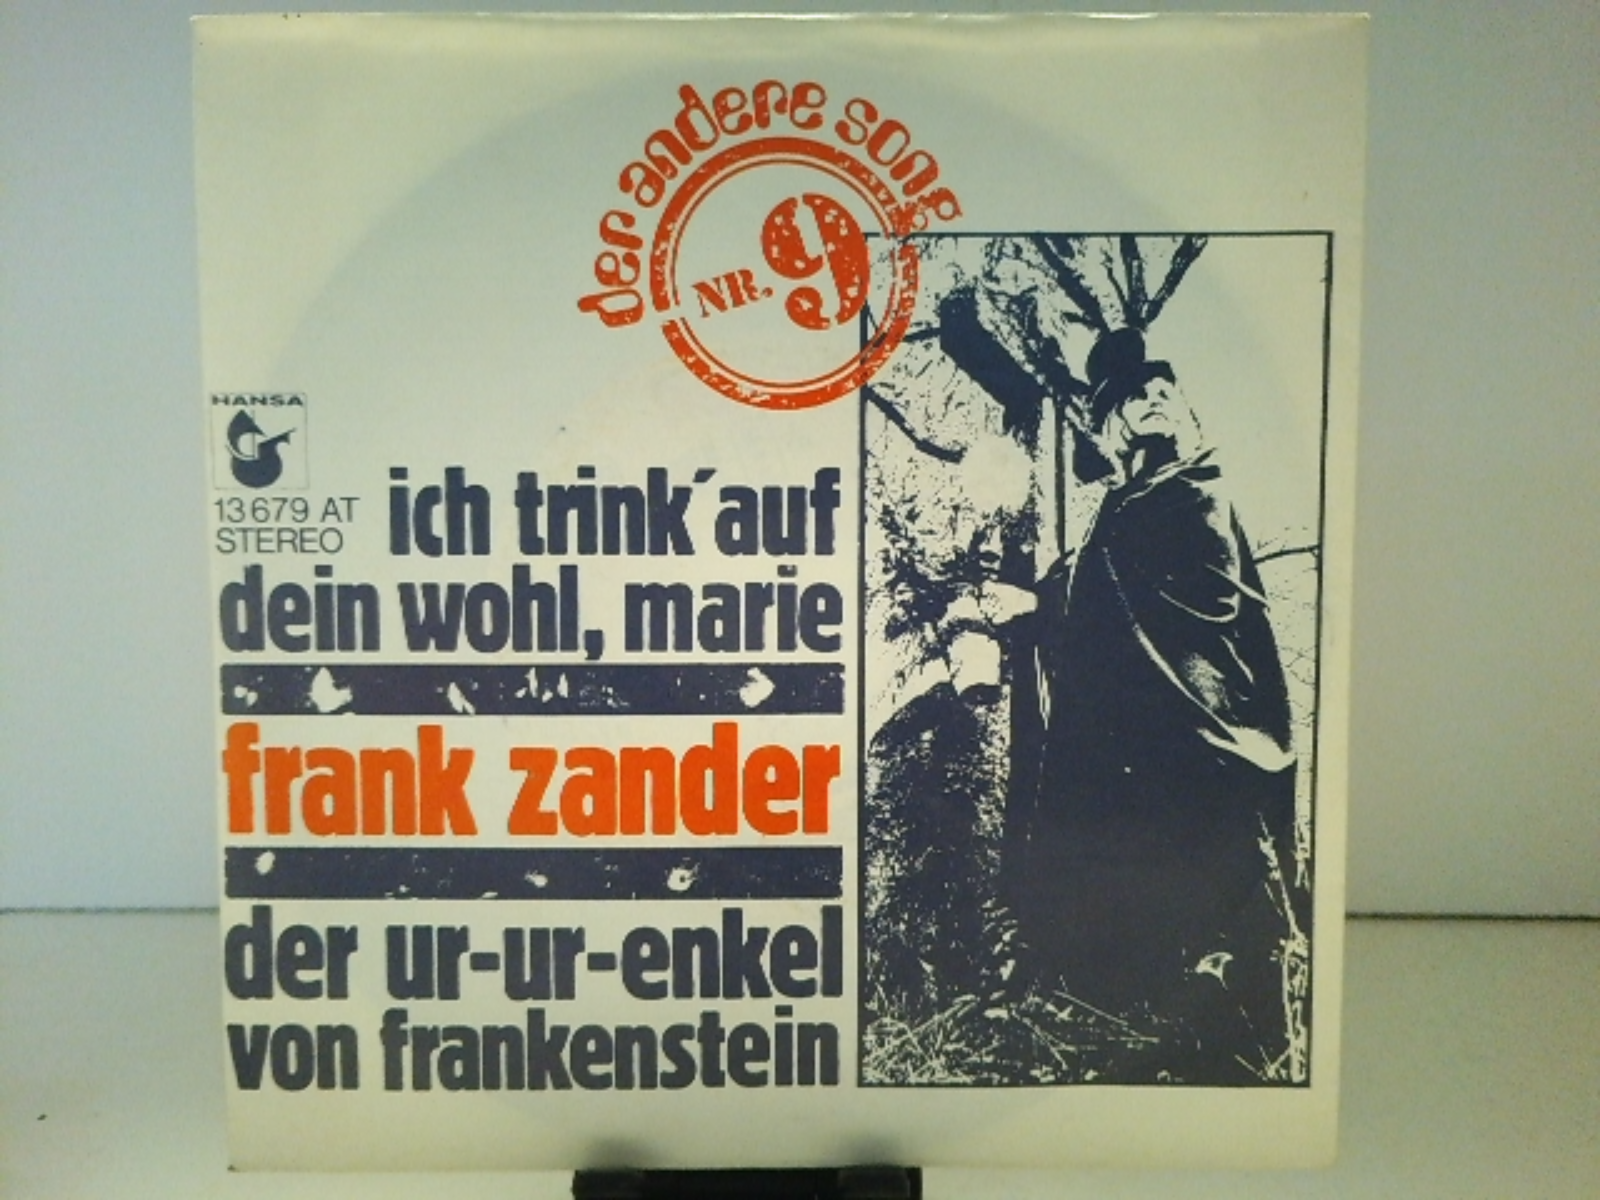 der andere song
NR. 9
HANSA
13 679 AT
STEREO
ich trink´auf
dein wohl, marie
frank zander
der ur-ur-enkel
von frankenstein